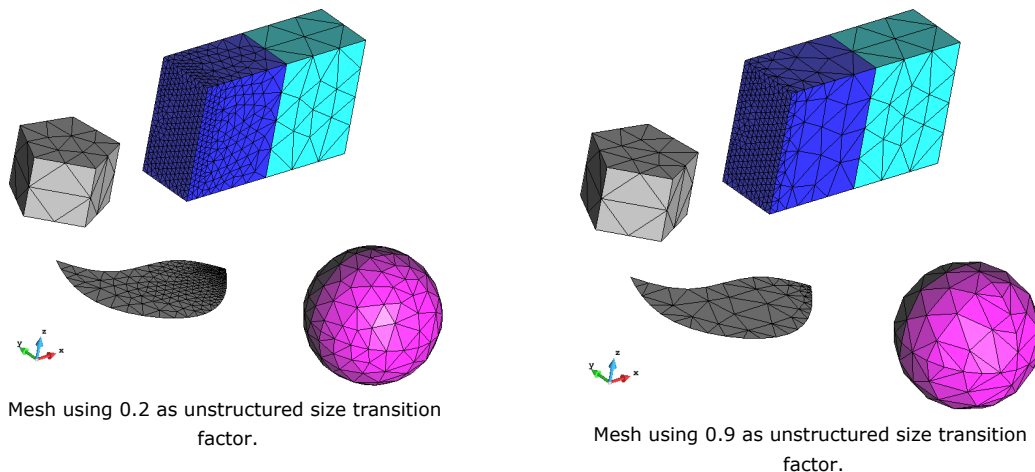 z
y
x
Mesh using 0.2 as unstructured size transition
factor.
z
y
x
Mesh using 0.9 as unstructured size transition
factor.